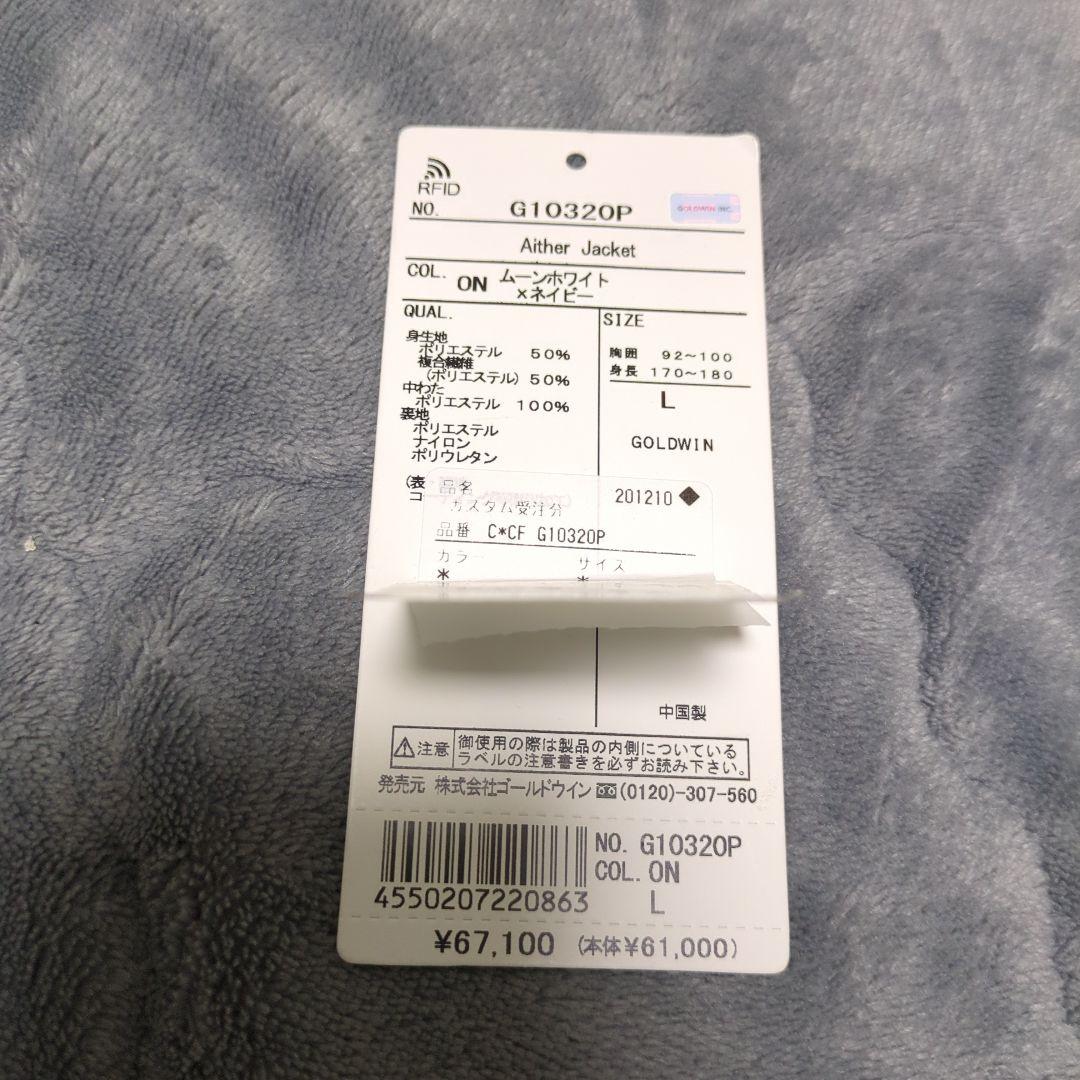 RFID
NO. G10320P
GOLDWIN INC.
Aither Jacket
COL. ON ムーンホワイト
×ネイビー
QUAL.
身生地
ポリエステル 50%
複合繊維
(ポリエステル) 50%
中わた
ポリエステル 100%
裏地
ポリエステル
ナイロン
ポリウレタン
(表
コ
SIZE
胸囲 92~100
身長 170~180
L
GOLDWIN
201210◆
品名
カスタム受注分
品番 C*CF G10320P
カラー サイズ
* *
中国製
注意 御使用の際は製品の内側についている
ラベルの注意書きを必ずお読み下さい。
発売元 株式会社ゴールドウイン (0120)-307-560
4550207220863
NO. G10320P
COL. ON
L
¥67,100 (本体¥61,000)